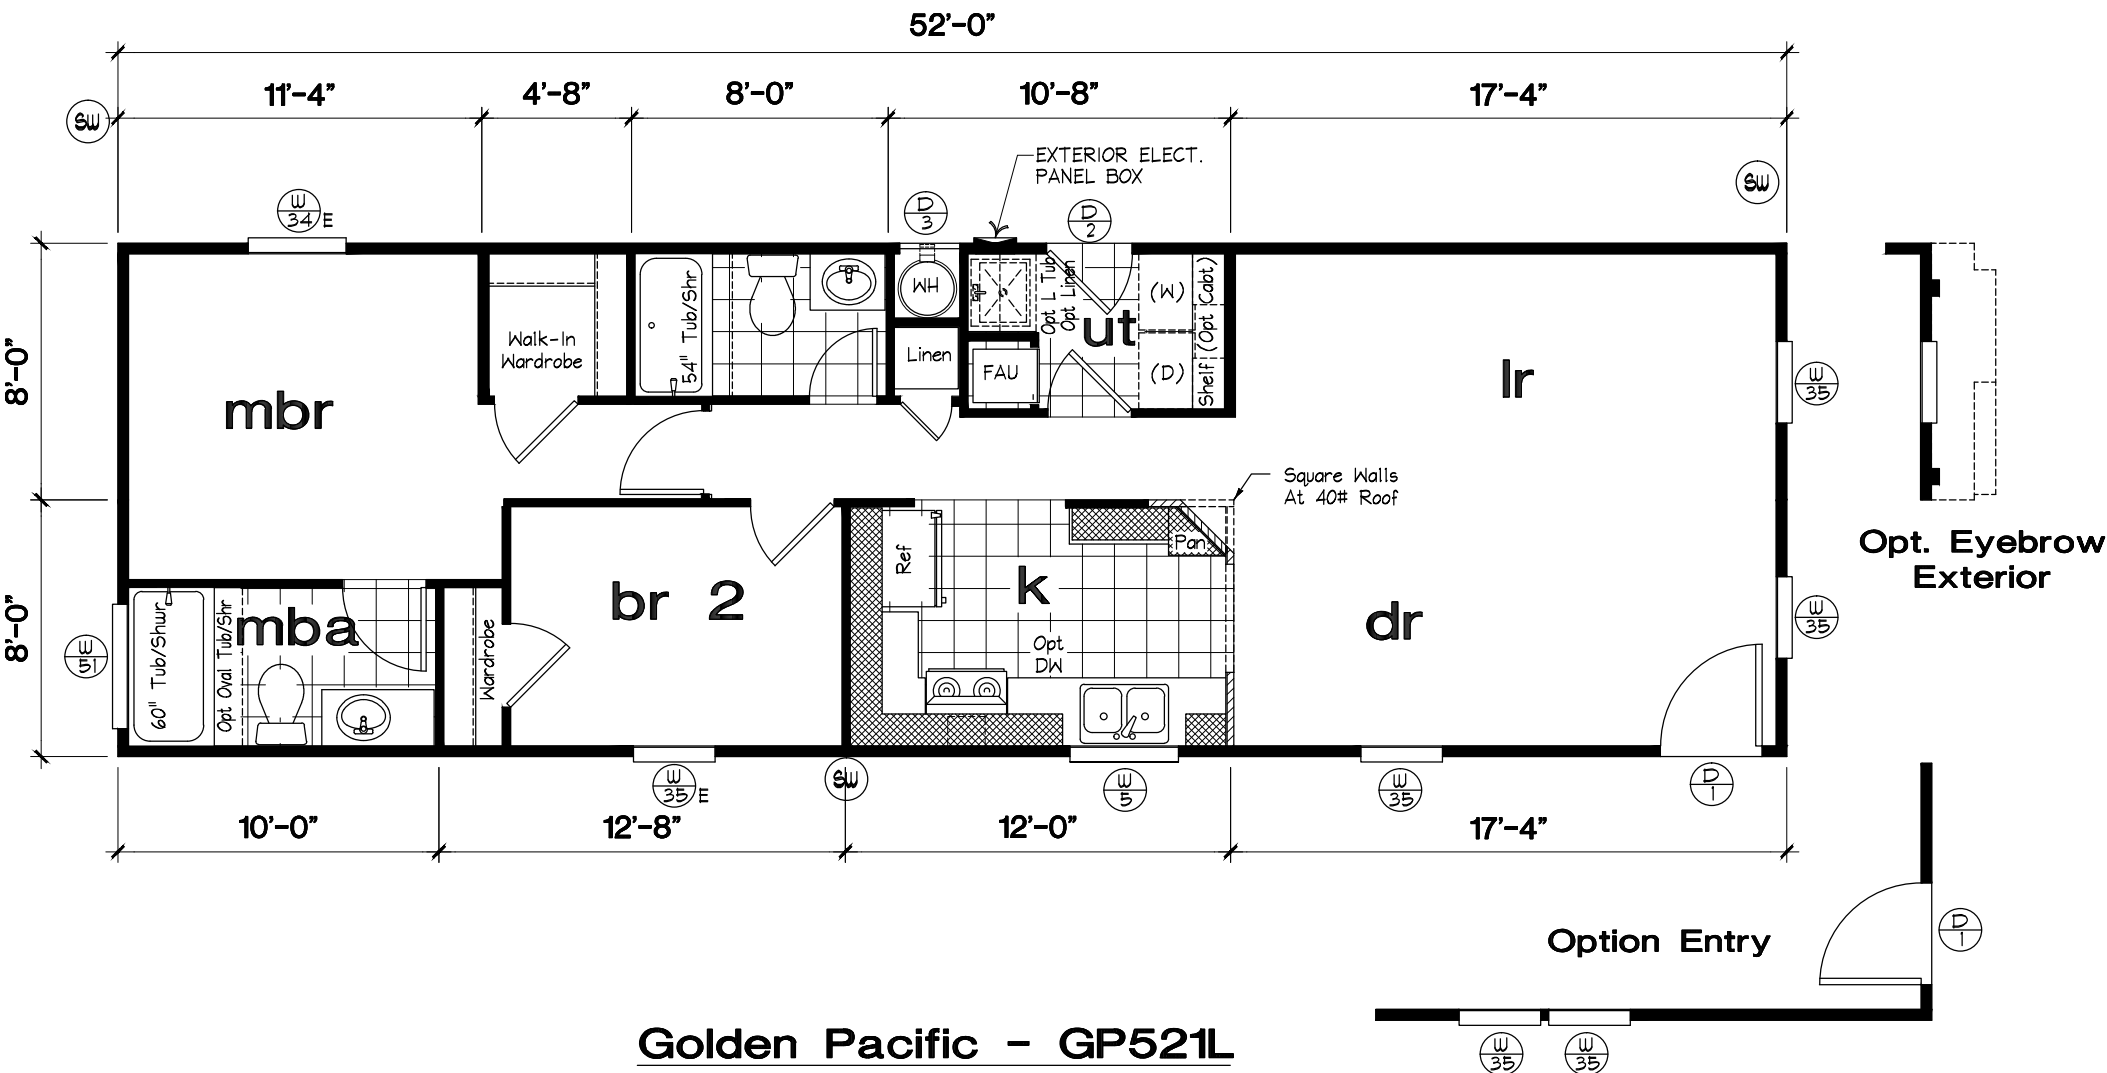 52'-0"
11'-4" 4'-8" 8'-0" 10'-8" 17'-4"
SW
EXTERIOR ELECT.
PANEL BOX
SW
W
34 E
D
3
D
2
8'-0"
mbr
Walk-In
Wardrobe
54" Tub/Shr
WH
Linen
FAU
Opt L Tub
Opt Linen
ut
(W)
(D)
Shelf (Opt Cabt)
lr
W
35
Square Walls
At 40# Roof
Opt. Eyebrow
Exterior
8'-0"
W
51
60" Tub/Shwr
Opt Oval Tub/Shr
mba
Wardrobe
br 2
Ref
k
Pan
Opt
DW
dr
W
35
W
35 E
SW
W
5
W
35
D
1
10'-0" 12'-8" 12'-0" 17'-4"
Option Entry
D
1
W
35
W
35
Golden Pacific - GP521L